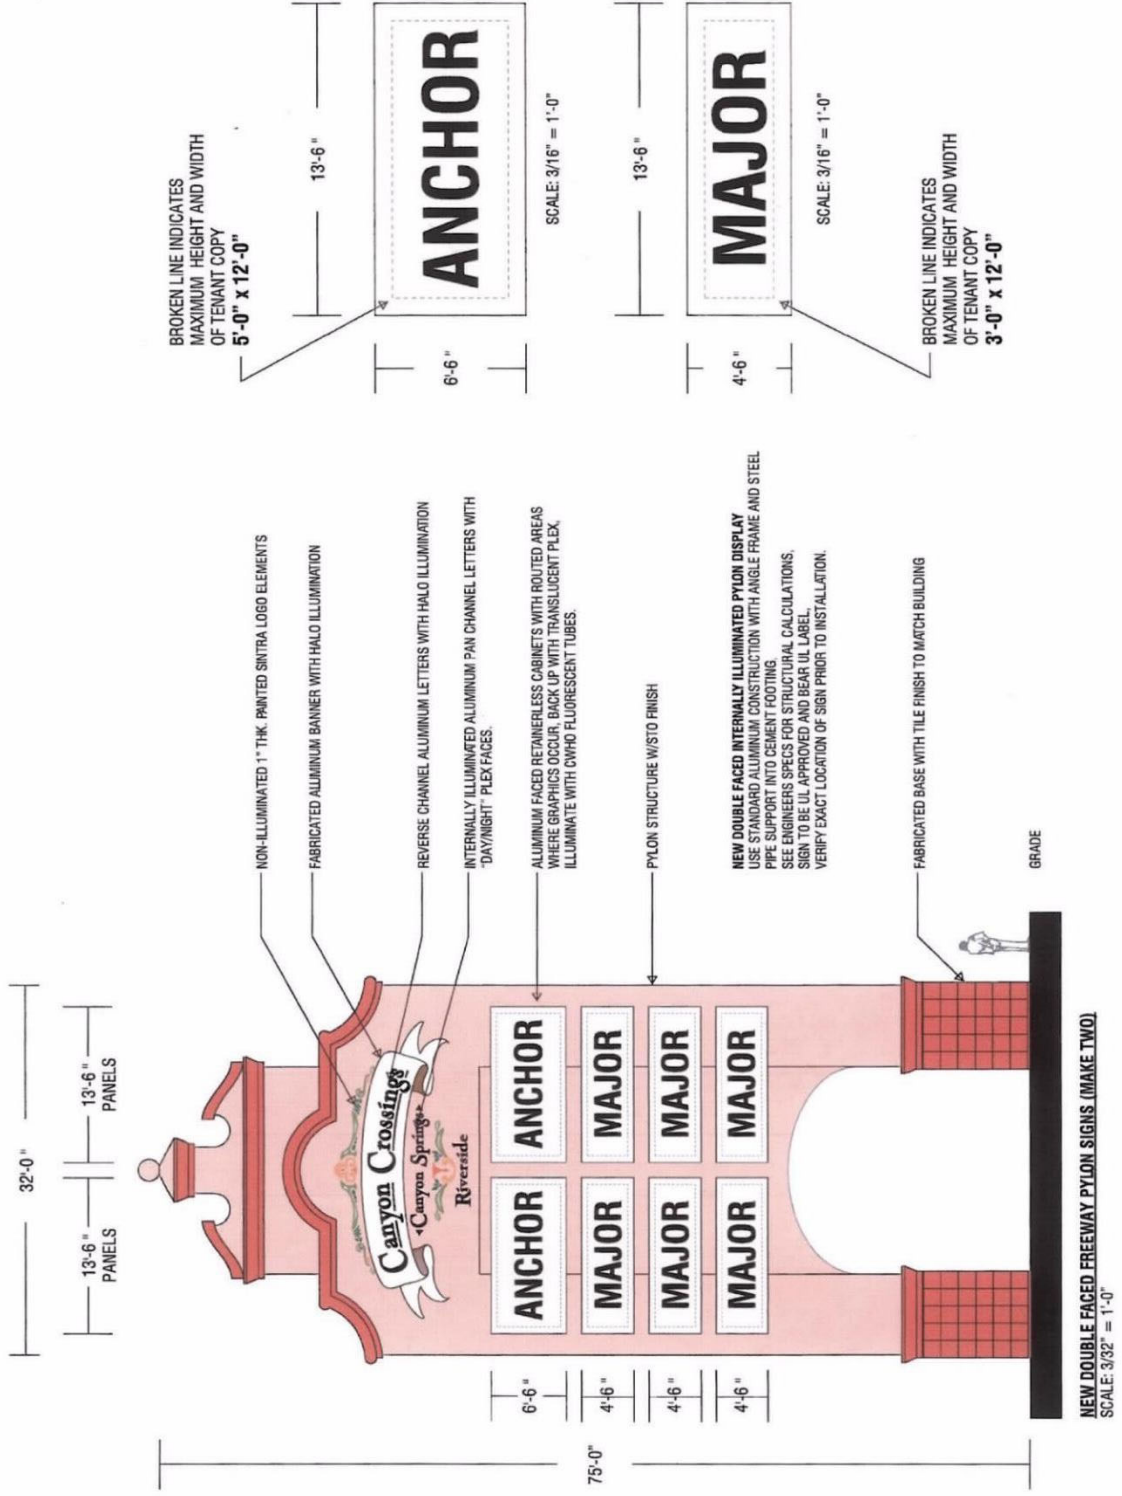 32'-0"
13'-6"
PANELS
13'-6"
PANELS
75'-0"
6'-6"
4'-6"
4'-6"
4'-6"
Canyon Crossings
Canyon Springs
Riverside
ANCHOR
ANCHOR
MAJOR
MAJOR
MAJOR
MAJOR
MAJOR
MAJOR
NON-ILLUMINATED 1" THK. PAINTED SINTRA LOGO ELEMENTS
FABRICATED ALUMINUM BANNER WITH HALO ILLUMINATION
REVERSE CHANNEL ALUMINUM LETTERS WITH HALO ILLUMINATION
INTERNALLY ILLUMINATED ALUMINUM PAN CHANNEL LETTERS WITH
"DAY/NIGHT" PLEX FACES.
ALUMINUM FACED RETAINERLESS CABINETS WITH ROUTED AREAS
WHERE GRAPHICS OCCUR, BACK UP WITH TRANSLUCENT PLEX,
ILLUMINATE WITH CWHO FLUORESCENT TUBES.
PYLON STRUCTURE W/STO FINISH
NEW DOUBLE FACED INTERNALLY ILLUMINATED PYLON DISPLAY
USE STANDARD ALUMINUM CONSTRUCTION WITH ANGLE FRAME AND STEEL
PIPE SUPPORT INTO CEMENT FOOTING.
SEE ENGINEERS SPECS FOR STRUCTURAL CALCULATIONS,
SIGN TO BE UL APPROVED AND BEAR UL LABEL,
VERIFY EXACT LOCATION OF SIGN PRIOR TO INSTALLATION.
FABRICATED BASE WITH TILE FINISH TO MATCH BUILDING
GRADE
NEW DOUBLE FACED FREEWAY PYLON SIGNS (MAKE TWO)
SCALE: 3/32" = 1'-0"
BROKEN LINE INDICATES
MAXIMUM HEIGHT AND WIDTH
OF TENANT COPY
5'-0" x 12'-0"
13'-6"
6'-6"
ANCHOR
SCALE: 3/16" = 1'-0"
13'-6"
4'-6"
MAJOR
SCALE: 3/16" = 1'-0"
BROKEN LINE INDICATES
MAXIMUM HEIGHT AND WIDTH
OF TENANT COPY
3'-0" x 12'-0"